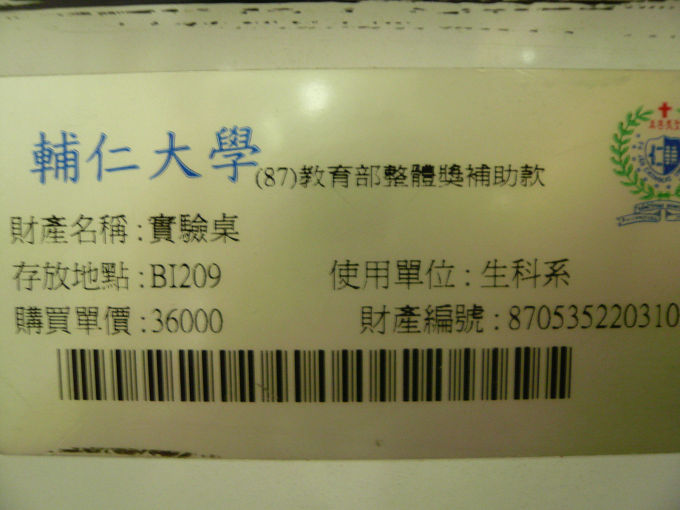 輔仁大學(87)教育部整體獎補助款
財產名稱:實驗桌
存放地點:BI209 使用單位:生科系
購買單價:36000 財產編號:870535220310